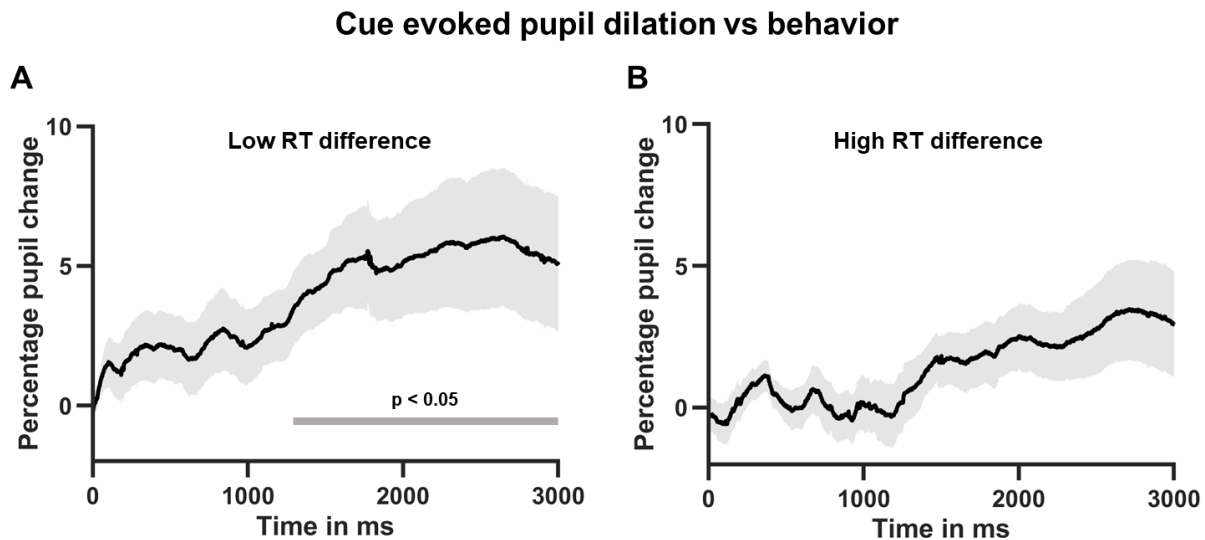 Cue evoked pupil dilation vs behavior
A
Low RT difference
Percentage pupil change
10
5
0
p < 0.05
0 1000 2000 3000
Time in ms
B
High RT difference
Percentage pupil change
10
5
0
0 1000 2000 3000
Time in ms